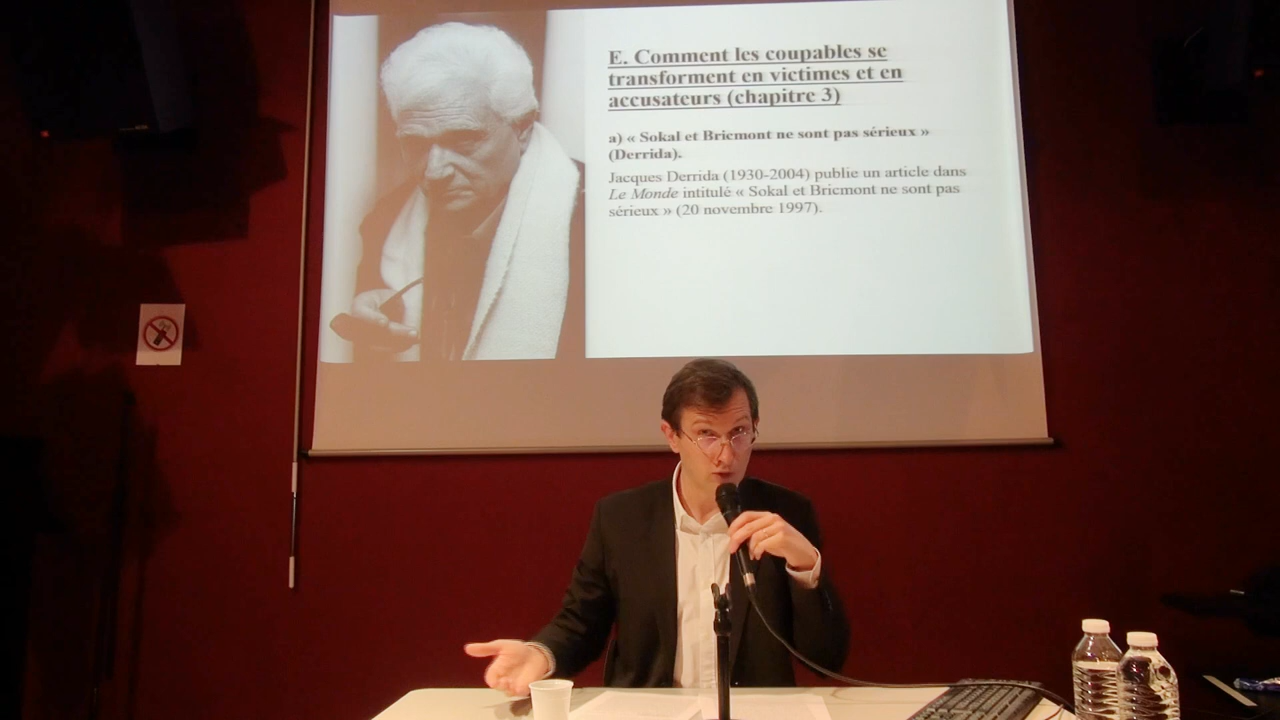 E. Comment les coupables se
transforment en victimes et en
accusateurs (chapitre 3)
a) « Sokal et Bricmont ne sont pas sérieux »
(Derrida).
Jacques Derrida (1930-2004) publie un article dans
Le Monde intitulé « Sokal et Bricmont ne sont pas
sérieux » (20 novembre 1997).